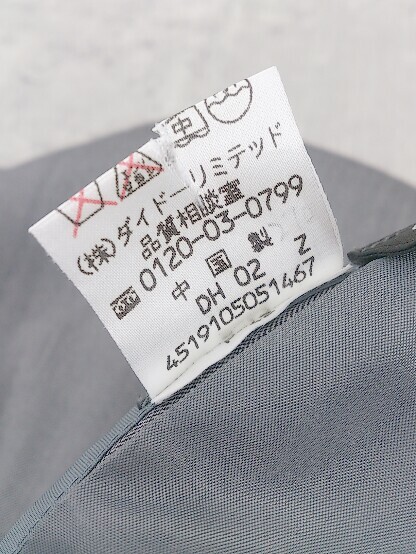 中
(株)ダイドーリミテッド
品質相談室
0120-03-0799
中国製
DH 02 Z
4519105051467